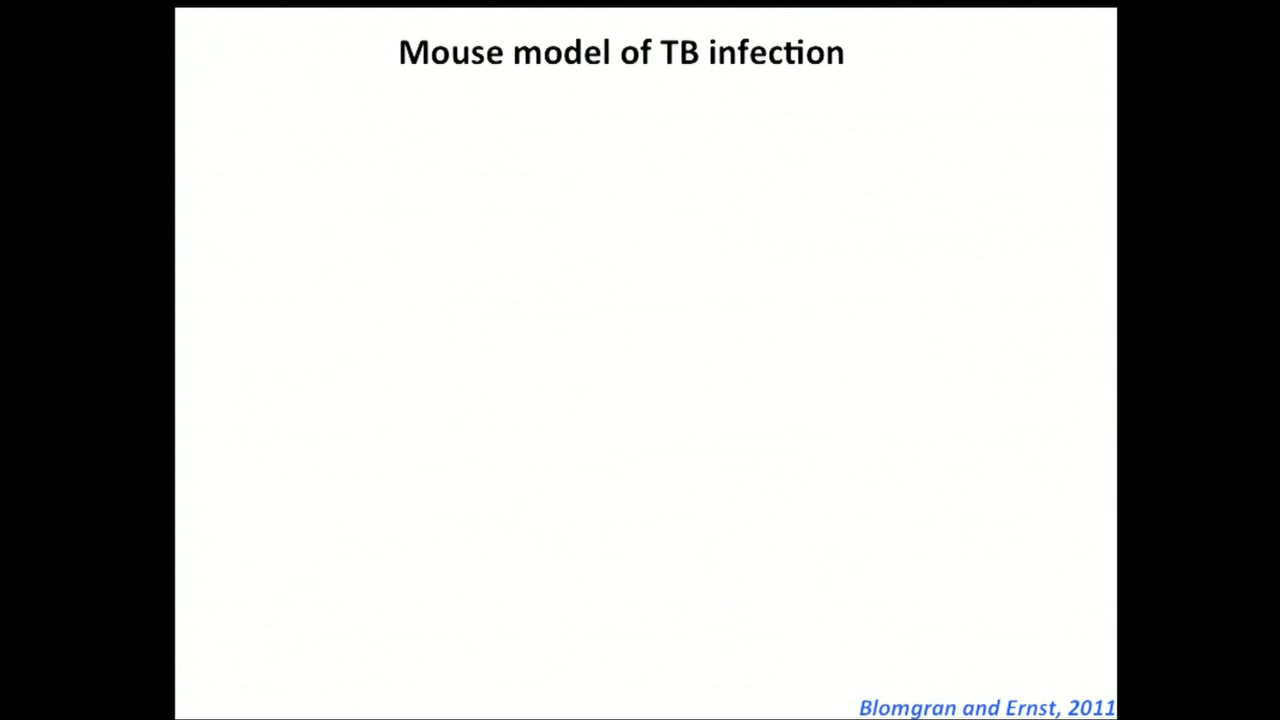 Mouse model of TB infection
Blomgran and Ernst, 2011